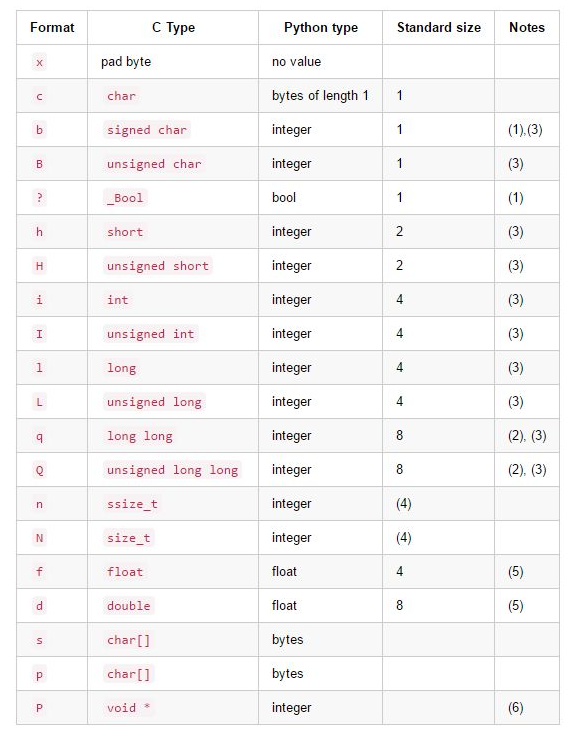 Format C Type Python type Standard size Notes
x pad byte no value
c char bytes of length 1 1
b signed char integer 1 (1),(3)
B unsigned char integer 1 (3)
? _Bool bool 1 (1)
h short integer 2 (3)
H unsigned short integer 2 (3)
i int integer 4 (3)
I unsigned int integer 4 (3)
l long integer 4 (3)
L unsigned long integer 4 (3)
q long long integer 8 (2), (3)
Q unsigned long long integer 8 (2), (3)
n ssize_t integer (4)
N size_t integer (4)
f float float 4 (5)
d double float 8 (5)
s char[] bytes
p char[] bytes
P void * integer (6)